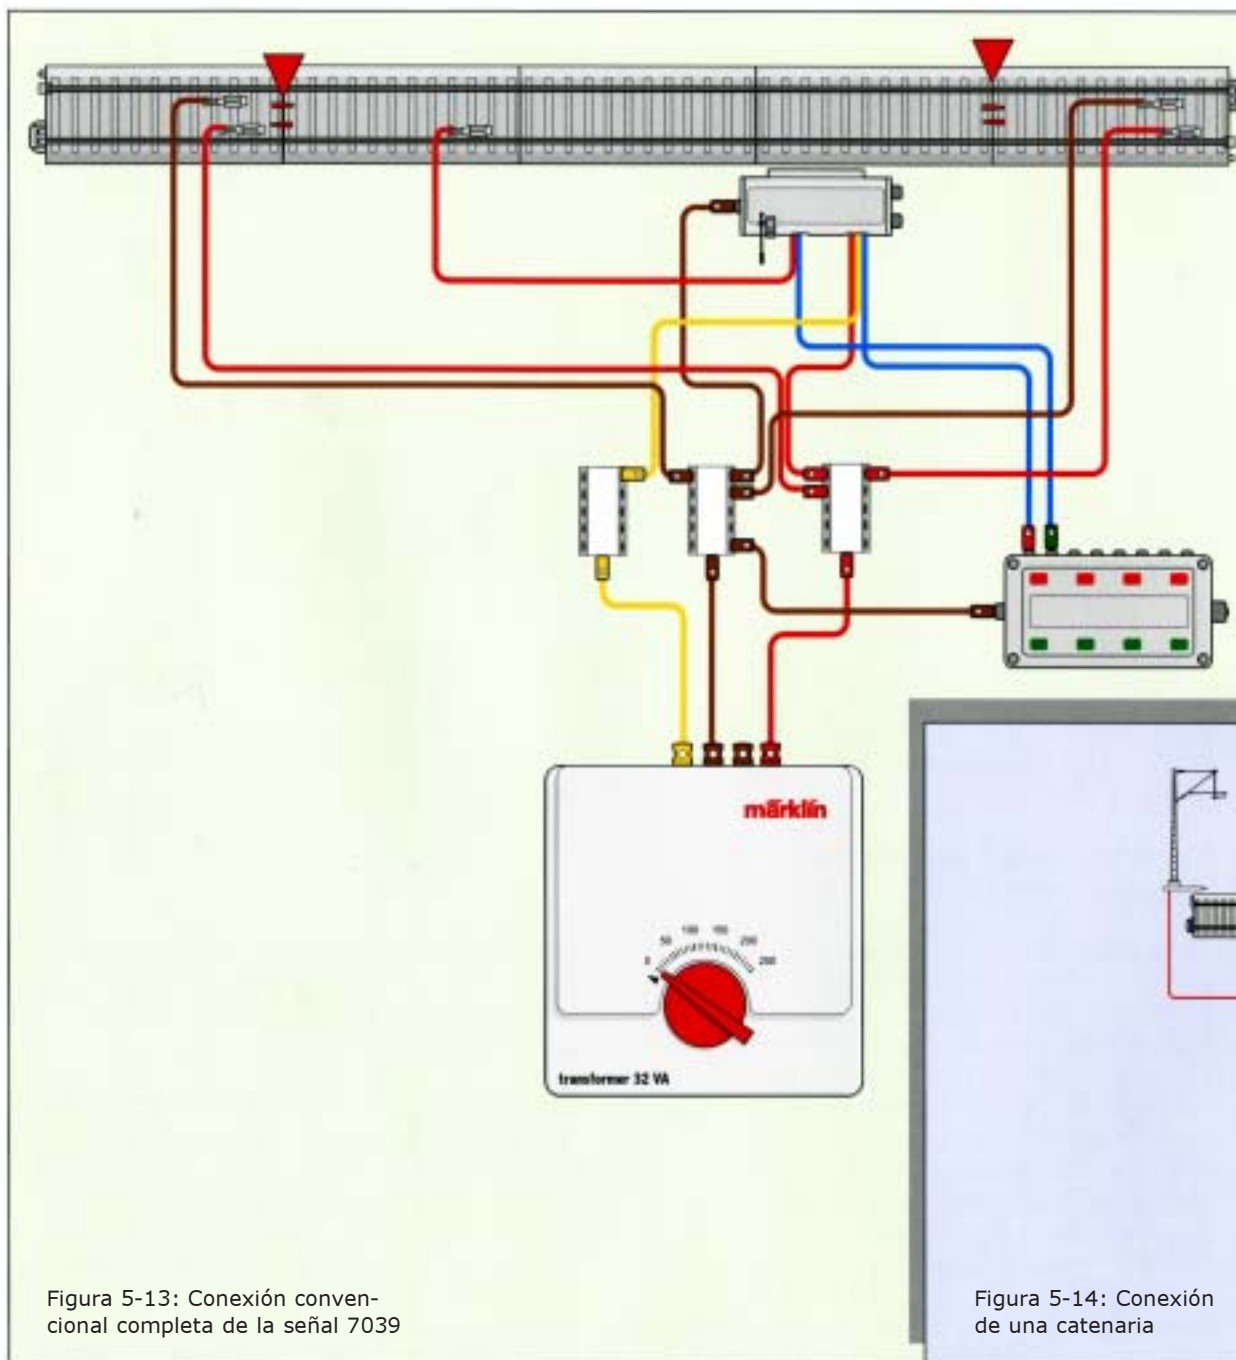 märklin
0
50
100
150
200
250
transformer 32 VA
Figura 5-13: Conexión conven-
cional completa de la señal 7039
Figura 5-14: Conexión
de una catenaria